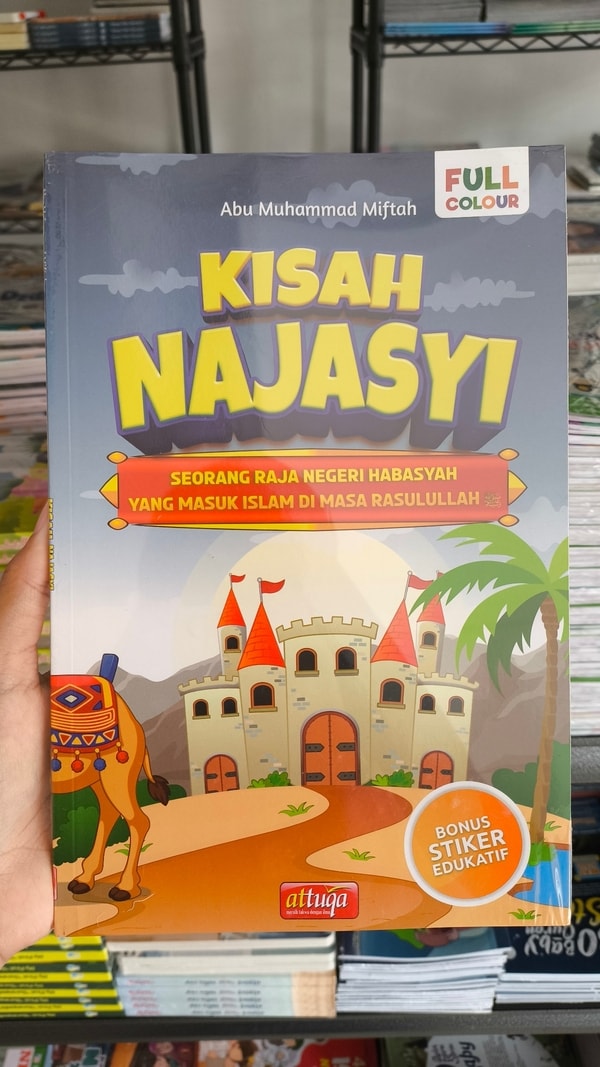 FULL
COLOUR
Abu Muhammad Miftah
KISAH
NAJASYI
SEORANG RAJA NEGERI HABASYAH
YANG MASUK ISLAM DI MASA RASULULLAH ﷺ
BONUS
STIKER
EDUKATIF
attuqa